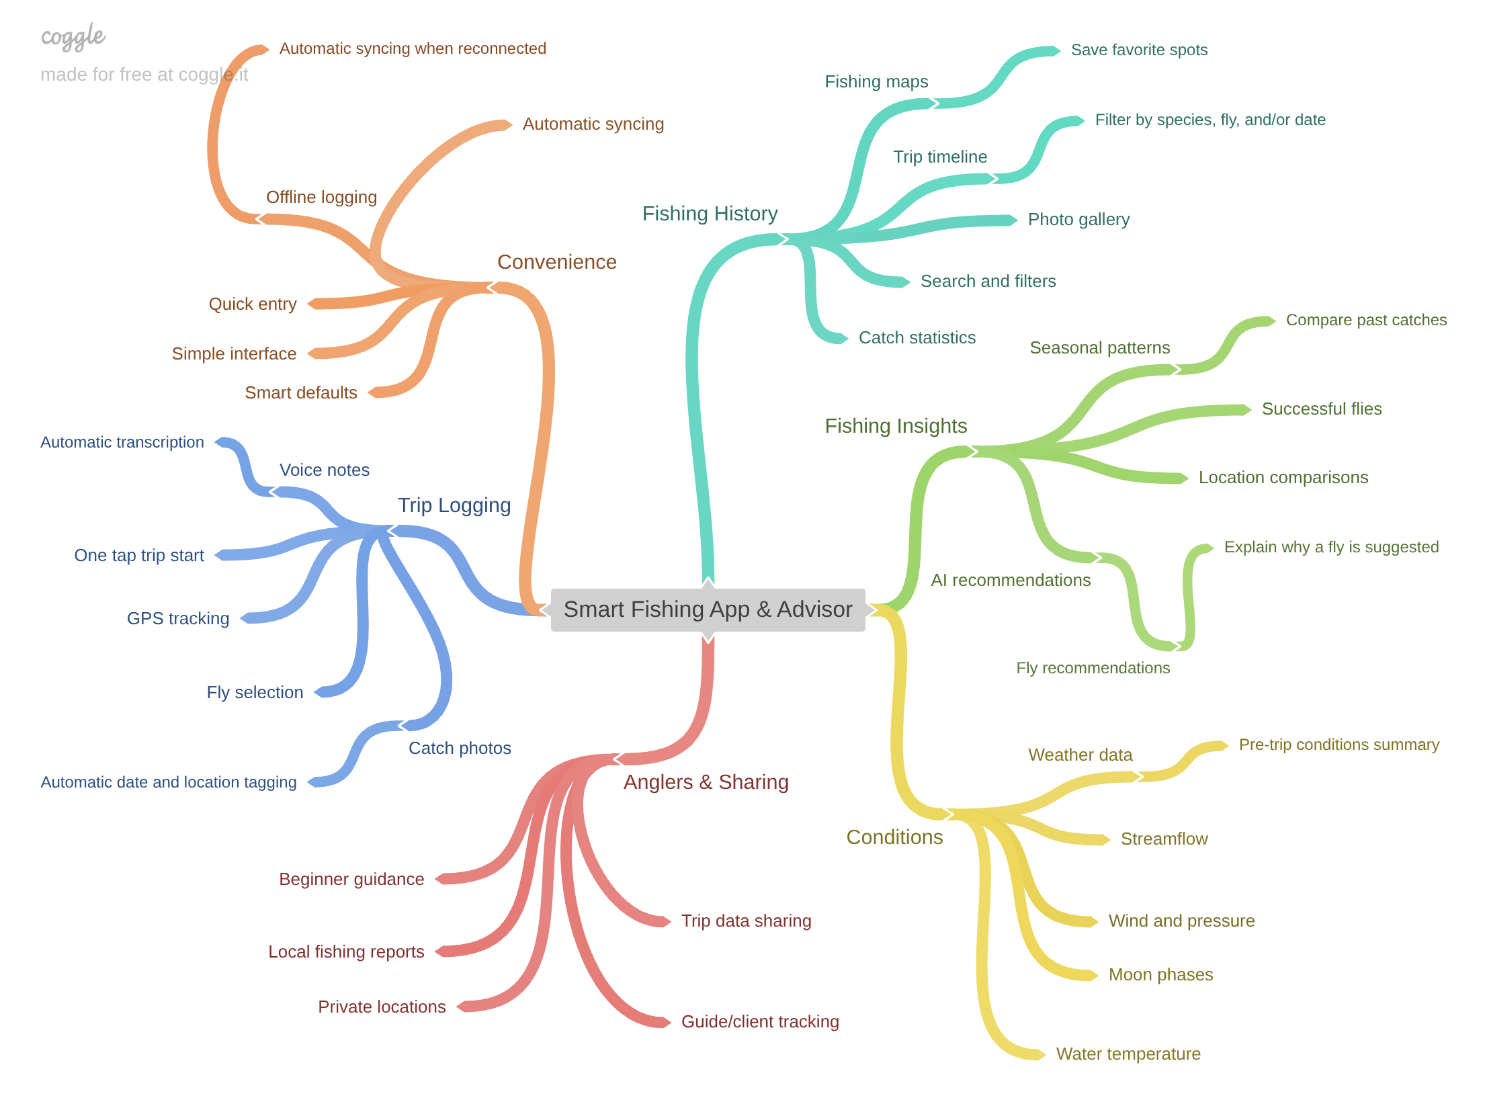 coggle
made for free at coggle.it
Smart Fishing App & Advisor
Convenience
Automatic syncing when reconnected
Automatic syncing
Offline logging
Quick entry
Simple interface
Smart defaults
Trip Logging
Automatic transcription
Voice notes
One tap trip start
GPS tracking
Fly selection
Catch photos
Automatic date and location tagging
Fishing History
Fishing maps
Save favorite spots
Trip timeline
Filter by species, fly, and/or date
Photo gallery
Search and filters
Catch statistics
Fishing Insights
Seasonal patterns
Compare past catches
Successful flies
Location comparisons
AI recommendations
Explain why a fly is suggested
Fly recommendations
Conditions
Weather data
Pre-trip conditions summary
Streamflow
Wind and pressure
Moon phases
Water temperature
Anglers & Sharing
Beginner guidance
Local fishing reports
Private locations
Trip data sharing
Guide/client tracking